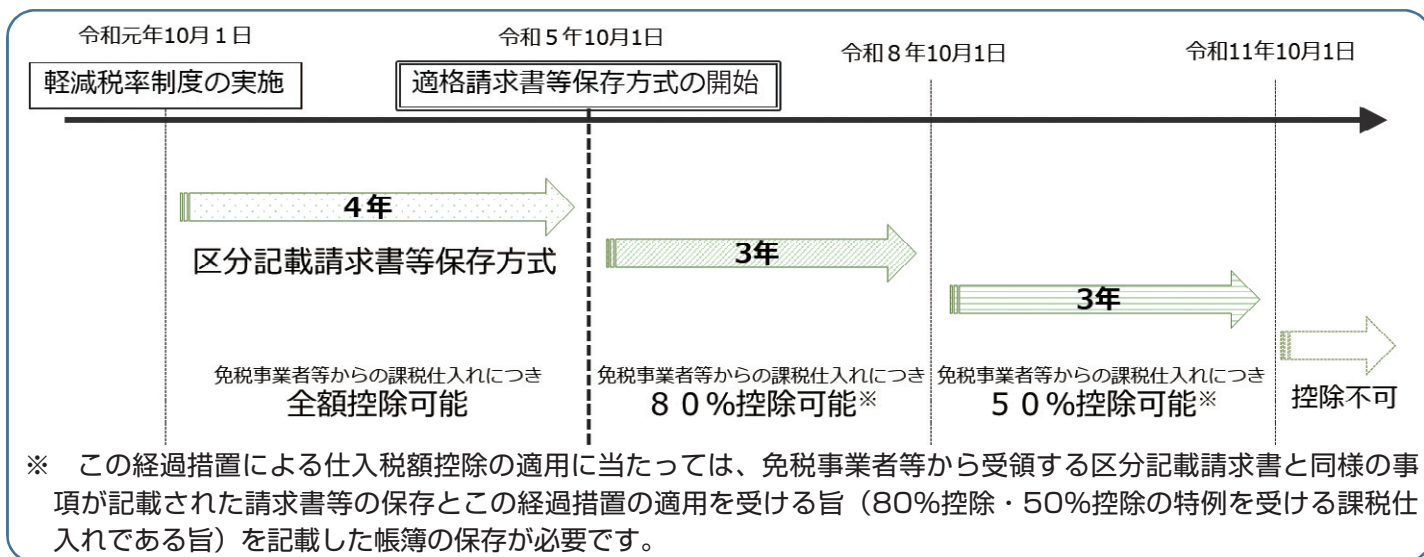 令和元年10月１日
令和５年10月1日
令和８年10月1日
令和11年10月1日
軽減税率制度の実施
適格請求書等保存方式の開始
４年
区分記載請求書等保存方式
3年
3年
免税事業者等からの課税仕入れにつき
全額控除可能
免税事業者等からの課税仕入れにつき
８０%控除可能※
免税事業者等からの課税仕入れにつき
５０%控除可能※
控除不可
※　この経過措置による仕入税額控除の適用に当たっては、免税事業者等から受領する区分記載請求書と同様の事
項が記載された請求書等の保存とこの経過措置の適用を受ける旨（80%控除・50%控除の特例を受ける課税仕
入れである旨）を記載した帳簿の保存が必要です。